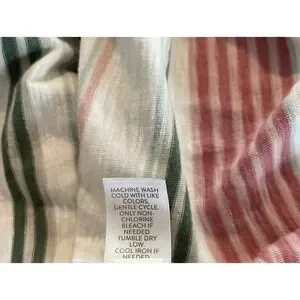 MACHINE WASH
COLD WITH LIKE
COLORS.
GENTLE CYCLE.
ONLY NON-
CHLORINE
BLEACH IF
NEEDED.
TUMBLE DRY
LOW.
COOL IRON IF
NEEDED